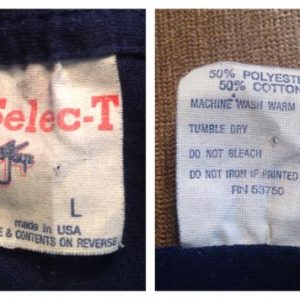 Selec-T
L
made in USA
E & CONTENTS ON REVERSE
50% POLYESTE
50% COTTON
MACHINE WASH WARM
TUMBLE DRY
DO NOT BLEACH
DO NOT IRON IF PRINTED
RN 53750